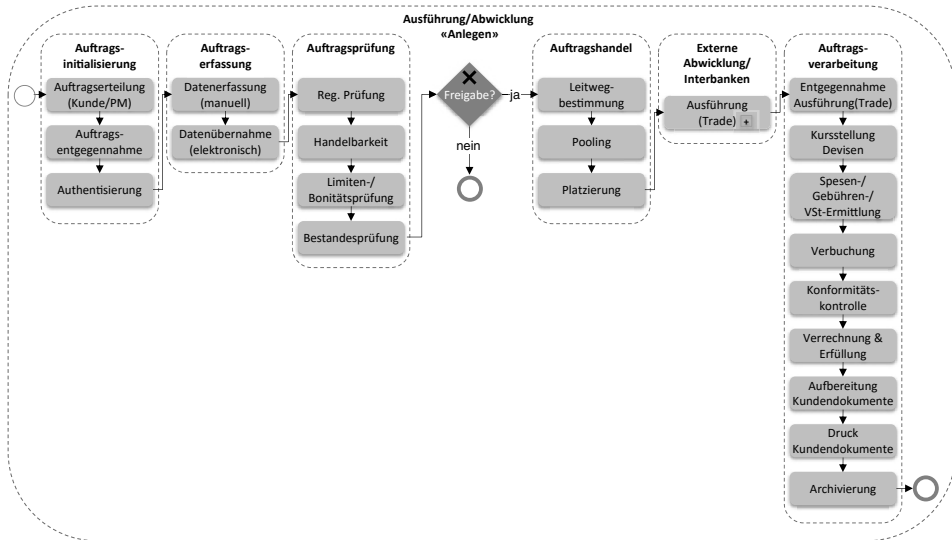 Ausführung/Abwicklung
«Anlegen»
Auftrags-
initialisierung
Auftragserteilung
(Kunde/PM)
Auftrags-
entgegennahme
Authentisierung
Auftrags-
erfassung
Datenerfassung
(manuell)
Datenübernahme
(elektronisch)
Auftragsprüfung
Reg. Prüfung
Handelbarkeit
Limiten-/
Bonitätsprüfung
Bestandesprüfung
Freigabe?
ja
nein
Auftragshandel
Leitweg-
bestimmung
Pooling
Platzierung
Externe
Abwicklung/
Interbanken
Ausführung
(Trade) +
Auftrags-
verarbeitung
Entgegennahme
Ausführung(Trade)
Kursstellung
Devisen
Spesen-/
Gebühren-/
VSt-Ermittlung
Verbuchung
Konformitäts-
kontrolle
Verrechnung &
Erfüllung
Aufbereitung
Kundendokumente
Druck
Kundendokumente
Archivierung